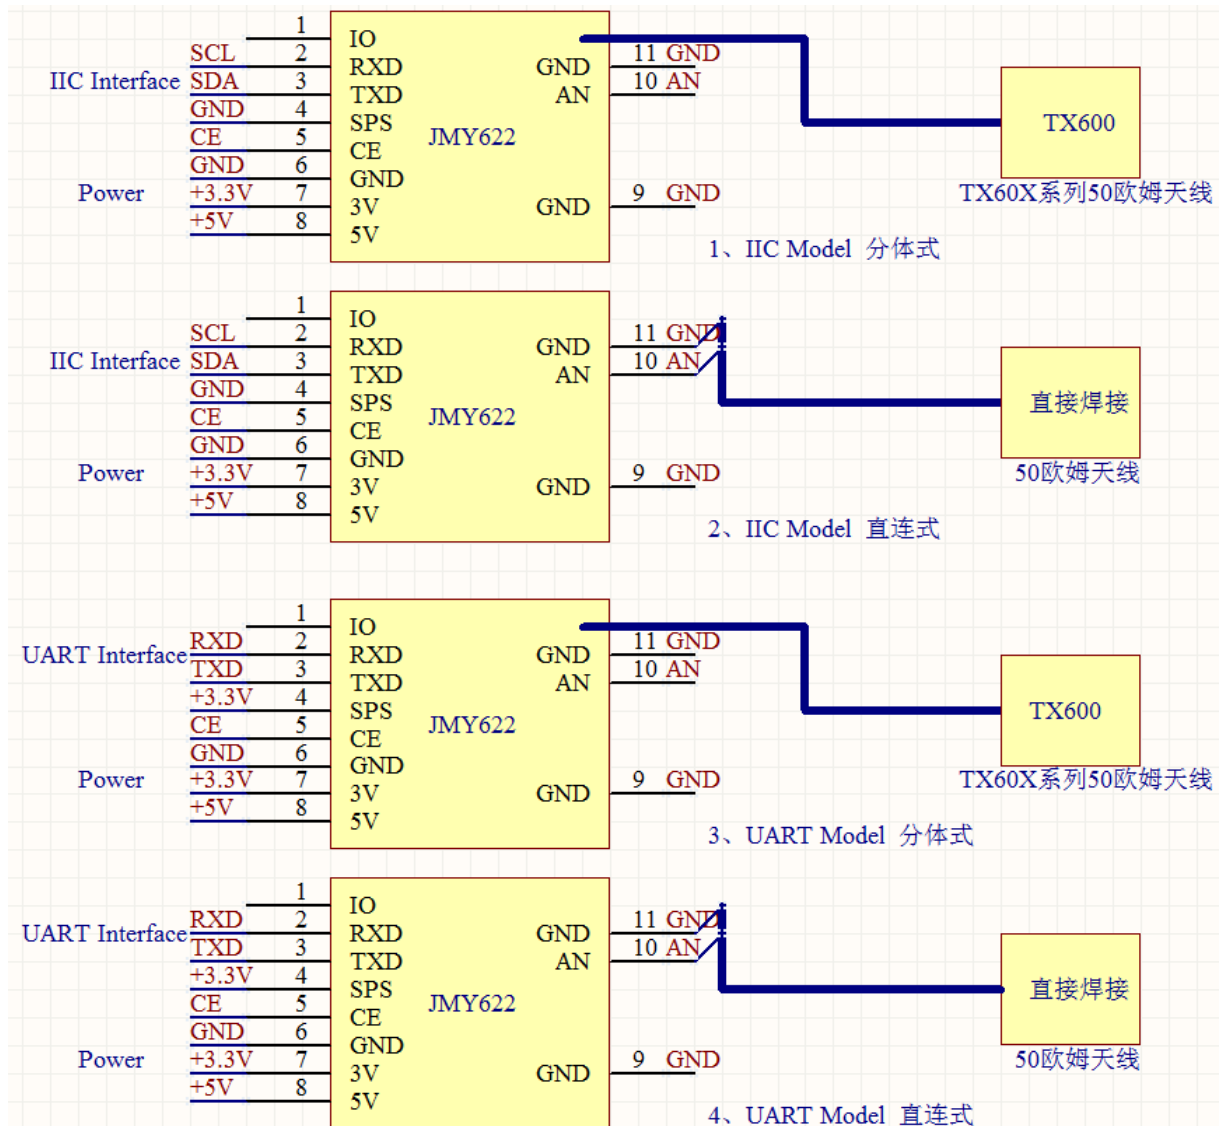 1 IO
SCL 2 RXD GND 11 GND
IIC Interface SDA 3 TXD AN 10 AN
GND 4 SPS
CE 5 CE JMY622 TX600
GND 6 GND
Power +3.3V 7 3V GND 9 GND TX60X系列50欧姆天线
+5V 8 5V
1、IIC Model 分体式
1 IO
SCL 2 RXD GND 11 GND
IIC Interface SDA 3 TXD AN 10 AN
GND 4 SPS
CE 5 CE JMY622 直接焊接
GND 6 GND
Power +3.3V 7 3V GND 9 GND 50欧姆天线
+5V 8 5V
2、IIC Model 直连式
1 IO
RXD 2 RXD GND 11 GND
UART Interface TXD 3 TXD AN 10 AN
+3.3V 4 SPS
CE 5 CE JMY622 TX600
GND 6 GND
Power +3.3V 7 3V GND 9 GND TX60X系列50欧姆天线
+5V 8 5V
3、UART Model 分体式
1 IO
RXD 2 RXD GND 11 GND
UART Interface TXD 3 TXD AN 10 AN
+3.3V 4 SPS
CE 5 CE JMY622 直接焊接
GND 6 GND
Power +3.3V 7 3V GND 9 GND 50欧姆天线
+5V 8 5V
4、UART Model 直连式